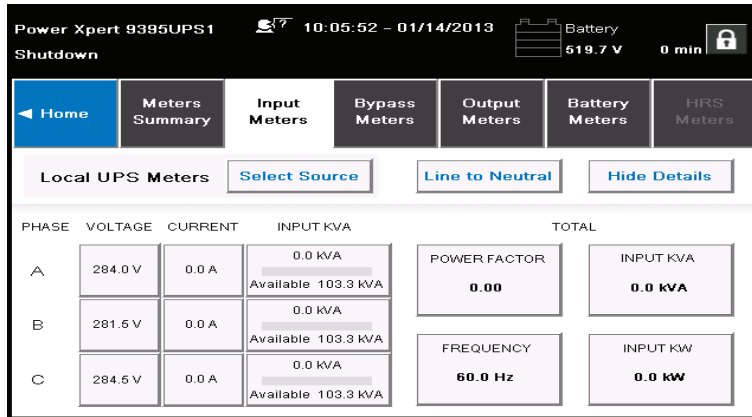 Power Xpert 9395UPS1
10:05:52 - 01/14/2013
Battery
Shutdown
519.7 V
0 min
Home
Meters Summary
Input Meters
Bypass Meters
Output Meters
Battery Meters
HRS Meters
Local UPS Meters
Select Source
Line to Neutral
Hide Details
PHASE VOLTAGE CURRENT INPUT KVA TOTAL
A 284.0 V 0.0 A 0.0 kVA
Available 103.3 kVA
B 281.5 V 0.0 A 0.0 kVA
Available 103.3 kVA
C 284.5 V 0.0 A 0.0 kVA
Available 103.3 kVA
POWER FACTOR
0.00
INPUT KVA
0.0 kVA
FREQUENCY
60.0 Hz
INPUT KW
0.0 kW